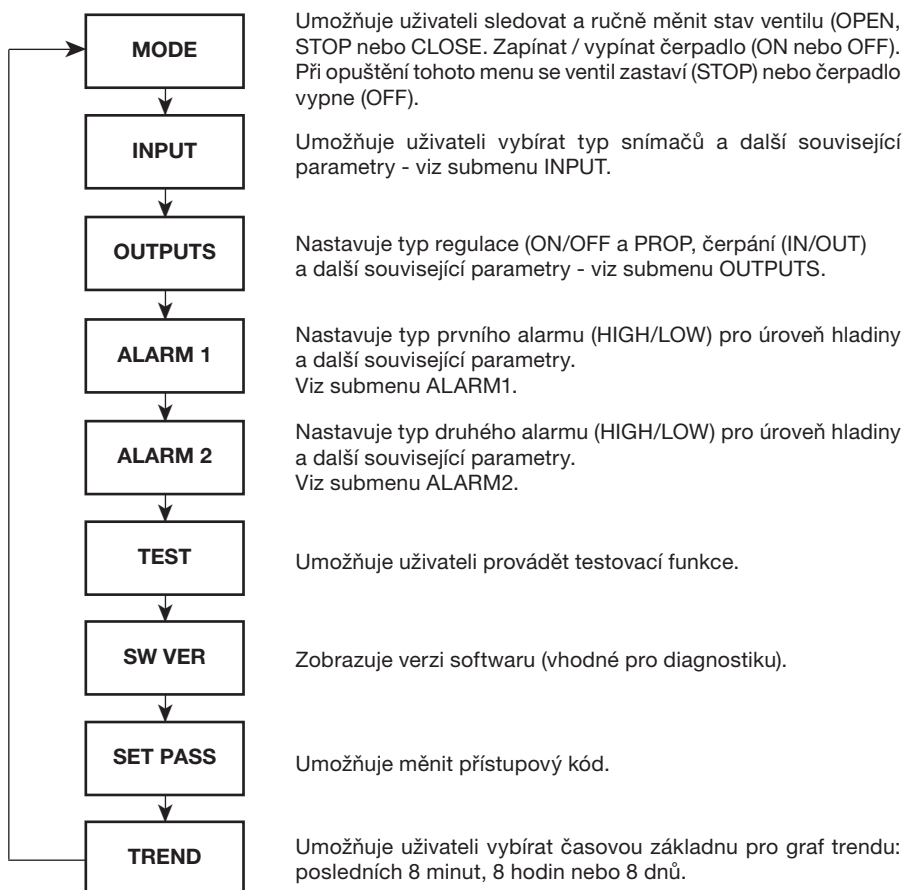 MODE
Umožňuje uživateli sledovat a ručně měnit stav ventilu (OPEN,
STOP nebo CLOSE. Zapínat / vypínat čerpadlo (ON nebo OFF).
Při opuštění tohoto menu se ventil zastaví (STOP) nebo čerpadlo
vypne (OFF).
INPUT
Umožňuje uživateli vybírat typ snímačů a další související
parametry - viz submenu INPUT.
OUTPUTS
Nastavuje typ regulace (ON/OFF a PROP, čerpání (IN/OUT)
a další související parametry - viz submenu OUTPUTS.
ALARM 1
Nastavuje typ prvního alarmu (HIGH/LOW) pro úroveň hladiny
a další související parametry.
Viz submenu ALARM1.
ALARM 2
Nastavuje typ druhého alarmu (HIGH/LOW) pro úroveň hladiny
a další související parametry.
Viz submenu ALARM2.
TEST
Umožňuje uživateli provádět testovací funkce.
SW VER
Zobrazuje verzi softwaru (vhodné pro diagnostiku).
SET PASS
Umožňuje měnit přístupový kód.
TREND
Umožňuje uživateli vybírat časovou základnu pro graf trendu:
posledních 8 minut, 8 hodin nebo 8 dnů.